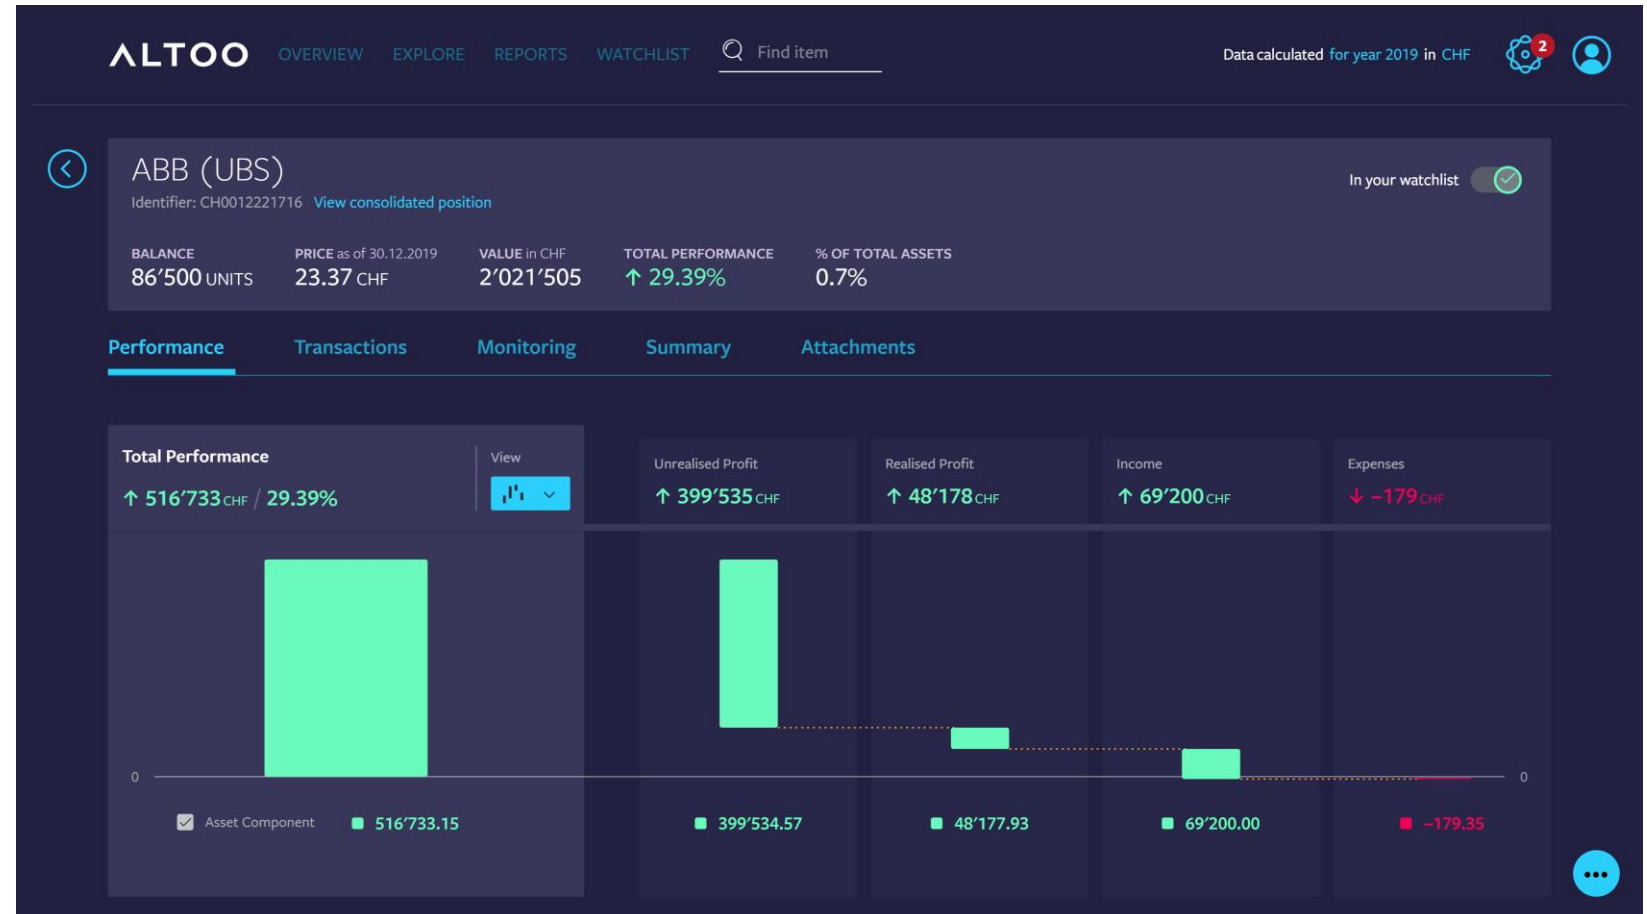 ALTOO OVERVIEW EXPLORE REPORTS WATCHLIST Find item Data calculated for year 2019 in CHF 2
ABB (UBS)
In your watchlist
Identifier: CH0012221716 View consolidated position
BALANCE PRICE as of 30.12.2019 VALUE in CHF TOTAL PERFORMANCE % OF TOTAL ASSETS
86′500 UNITS 23.37 CHF 2′021′505 ↑ 29.39% 0.7%
Performance Transactions Monitoring Summary Attachments
Total Performance View Unrealised Profit Realised Profit Income Expenses
↑ 516′733 CHF / 29.39% ↑ 399′535 CHF ↑ 48′178 CHF ↑ 69′200 CHF ↓ −179 CHF
0 0
Asset Component 516′733.15 399′534.57 48′177.93 69′200.00 −179.35